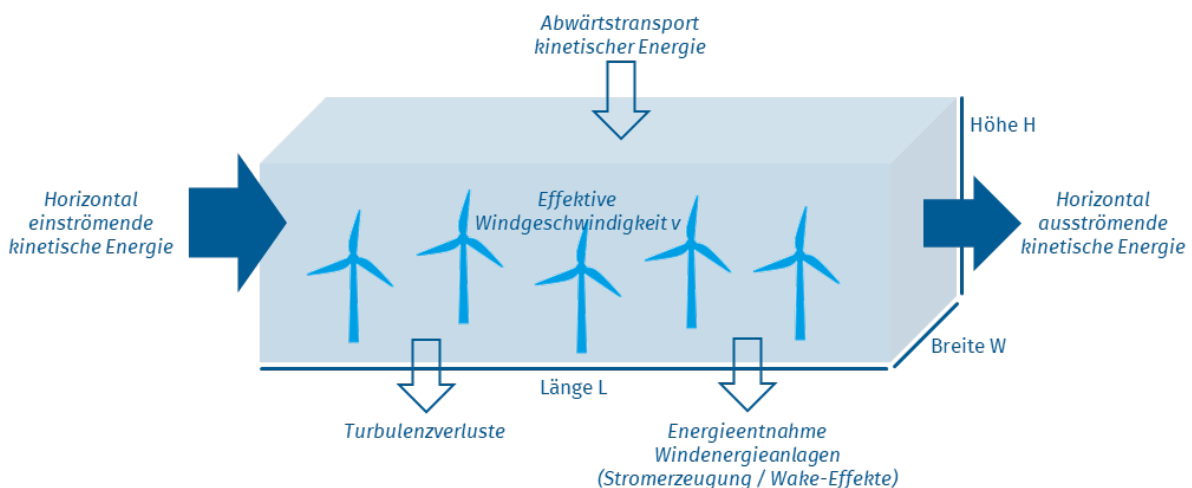 Abwärtstransport
kinetischer Energie
Höhe H
Horizontal
einströmende
kinetische Energie
Effektive
Windgeschwindigkeit v
Horizontal
ausströmende
kinetische Energie
Breite W
Länge L
Turbulenzverluste
Energieentnahme
Windenergieanlagen
(Stromerzeugung / Wake-Effekte)